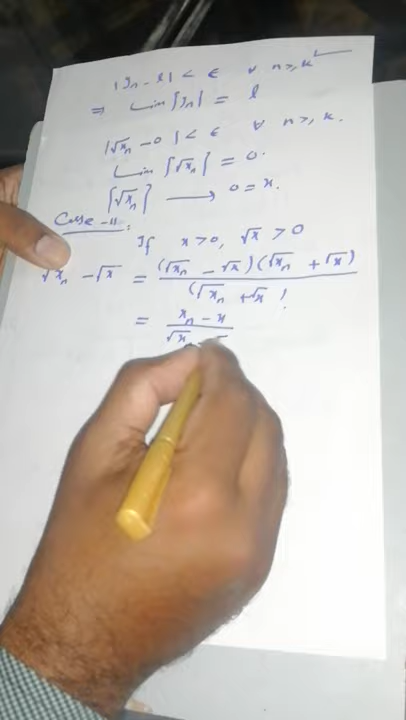 |yn - l| < ε ∀ n ≥ k
⇒ Lim {yn} = l
|√xn - 0| < ε ∀ n ≥ k.
Lim {√xn} = 0.
{√xn} ⟶ 0 = x.
Case-II:
If x > 0, √x > 0
√xn - √x = (√xn - √x)(√xn + √x)
(√xn + √x)
= xn - x
√xn